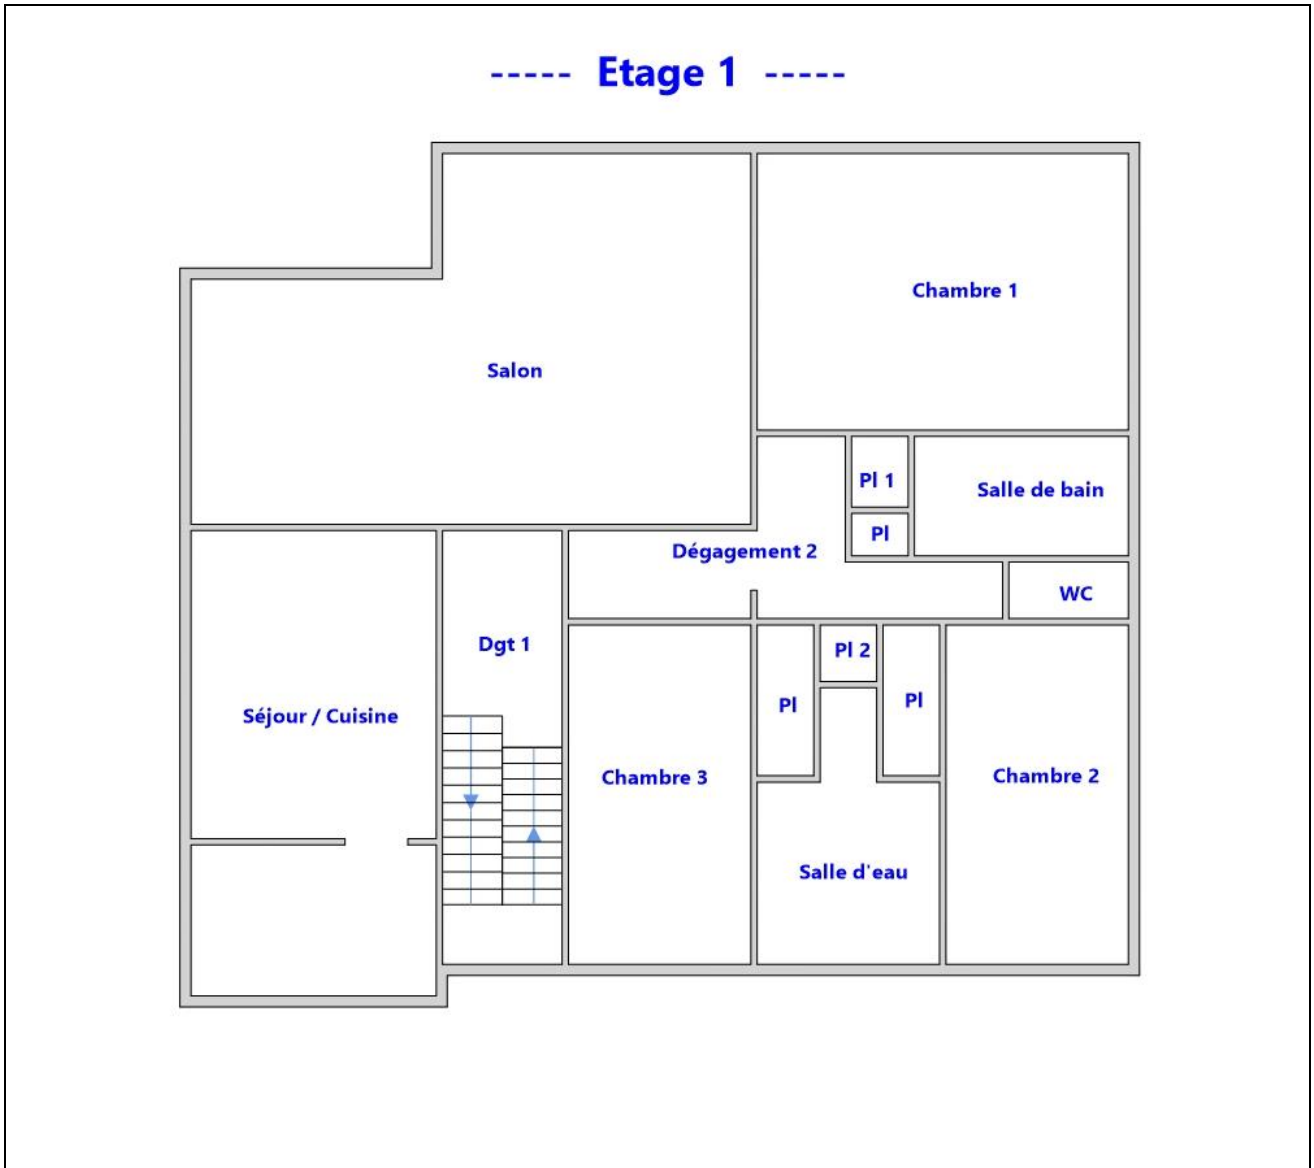 ----- Etage 1 -----
Chambre 1
Salon
Pl 1
Salle de bain
Pl
Dégagement 2
WC
Dgt 1
Pl 2
Pl
Pl
Séjour / Cuisine
Chambre 3
Chambre 2
Salle d'eau